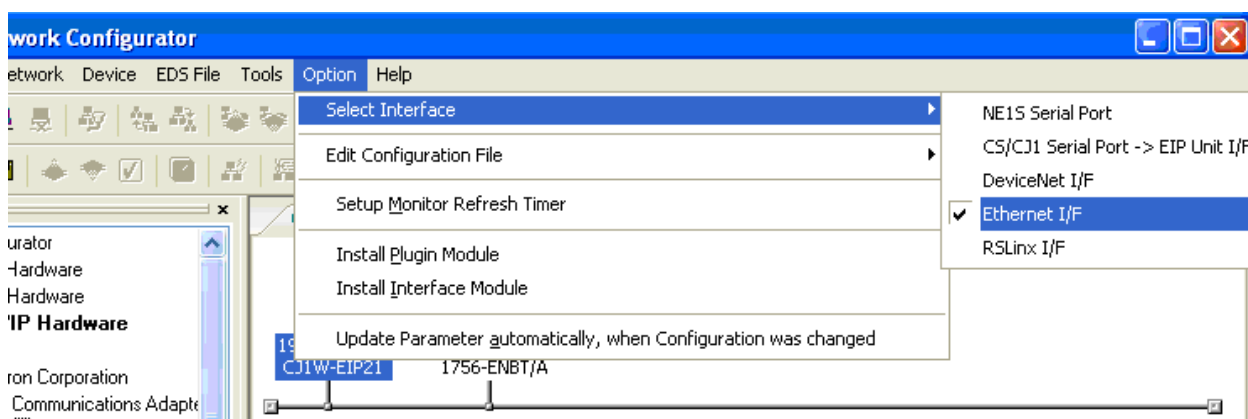 work Configurator
etwork Device EDS File Tools Option Help
Select Interface
Edit Configuration File
Setup Monitor Refresh Timer
Install Plugin Module
Install Interface Module
Update Parameter automatically, when Configuration was changed
NE1S Serial Port
CS/CJ1 Serial Port -> EIP Unit I/F
DeviceNet I/F
Ethernet I/F
RSLinx I/F
urator
Hardware
Hardware
'IP Hardware
ron Corporation
Communications Adapte
19
CJ1W-EIP21
1756-ENBT/A